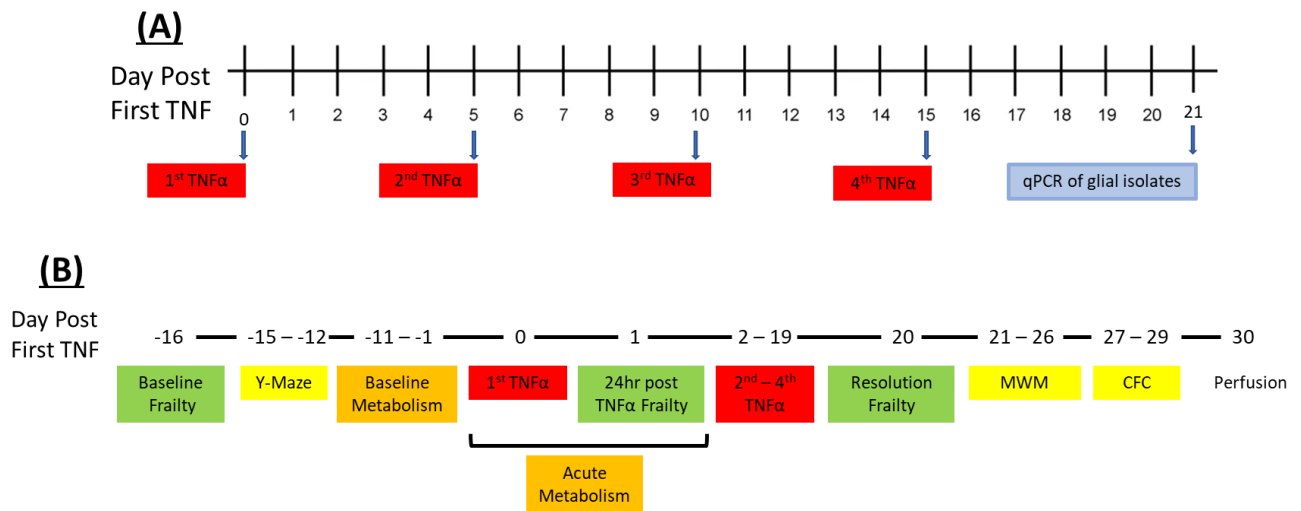 (A)
Day Post
First TNF
0 1 2 3 4 5 6 7 8 9 10 11 12 13 14 15 16 17 18 19 20 21
1st TNFα 2nd TNFα 3rd TNFα 4th TNFα qPCR of glial isolates
(B)
Day Post
First TNF
-16 -15 – -12 -11 – -1 0 1 2 – 19 20 21 – 26 27 – 29 30
Baseline
Frailty
Y-Maze
Baseline
Metabolism
1st TNFα
24hr post
TNFα Frailty
2nd – 4th
TNFα
Resolution
Frailty
MWM
CFC
Perfusion
Acute
Metabolism